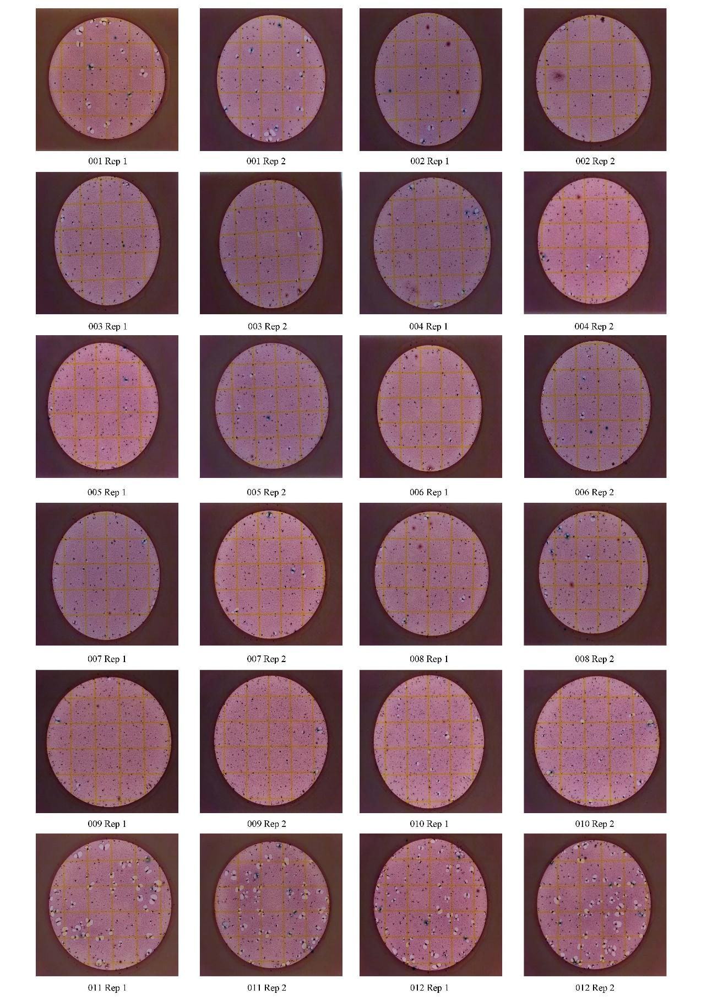 001 Rep 1 001 Rep 2 002 Rep 1 002 Rep 2
003 Rep 1 003 Rep 2 004 Rep 1 004 Rep 2
005 Rep 1 005 Rep 2 006 Rep 1 006 Rep 2
007 Rep 1 007 Rep 2 008 Rep 1 008 Rep 2
009 Rep 1 009 Rep 2 010 Rep 1 010 Rep 2
011 Rep 1 011 Rep 2 012 Rep 1 012 Rep 2